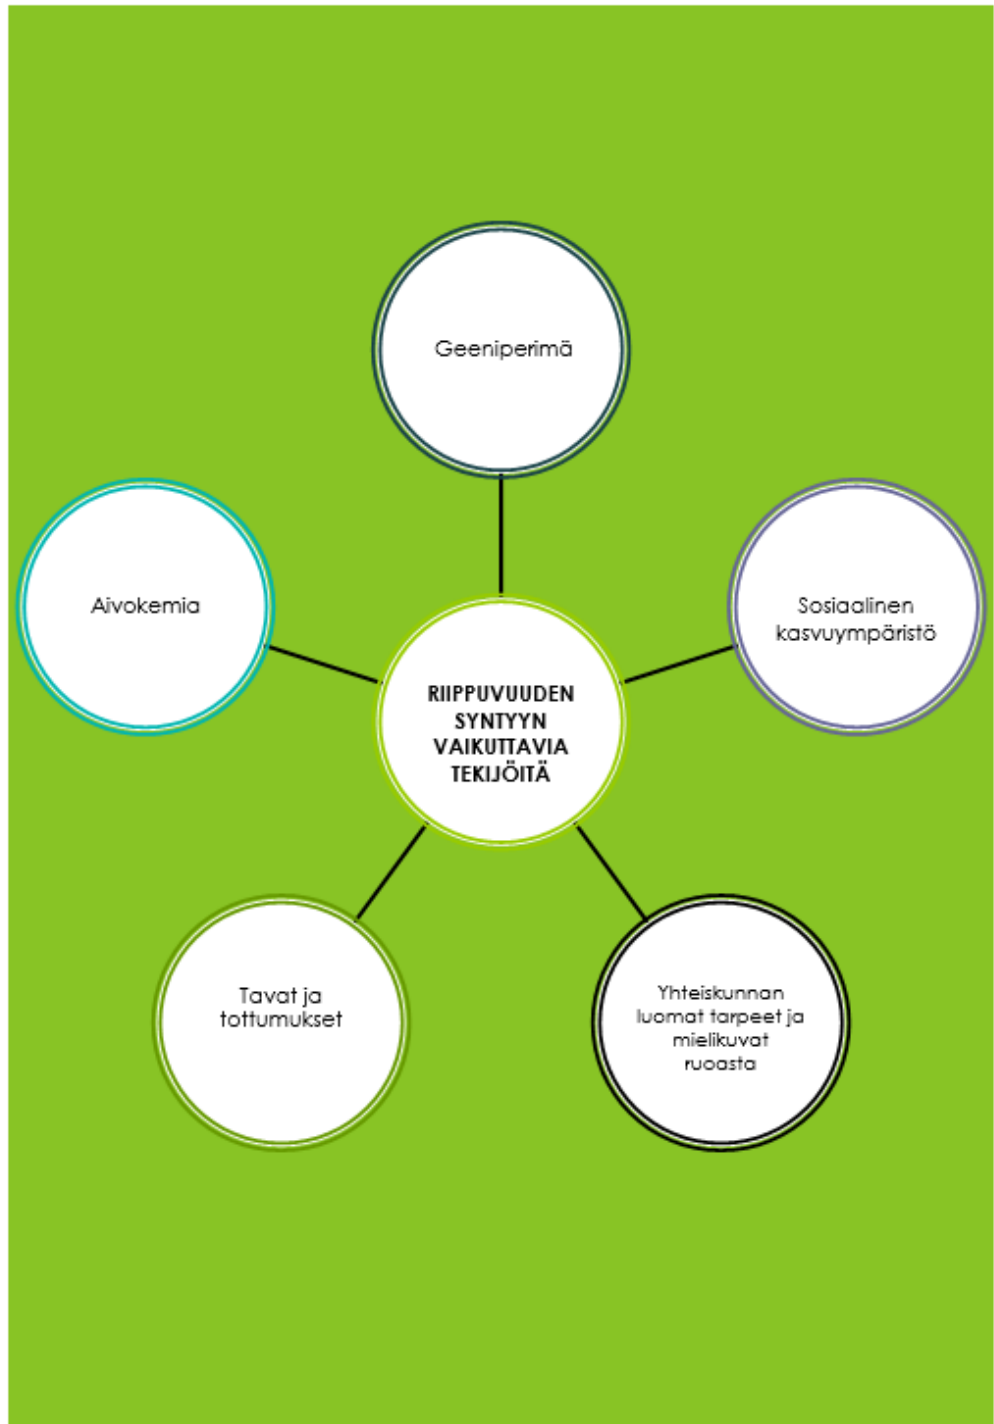 Geeniperimä
Aivokemia
Sosiaalinen
kasvuympäristö
RIIPPUVUUDEN
SYNTYYN
VAIKUTTAVIA
TEKIJÖITÄ
Tavat ja
tottumukset
Yhteiskunnan
luomat tarpeet ja
mielikuvat
ruoasta